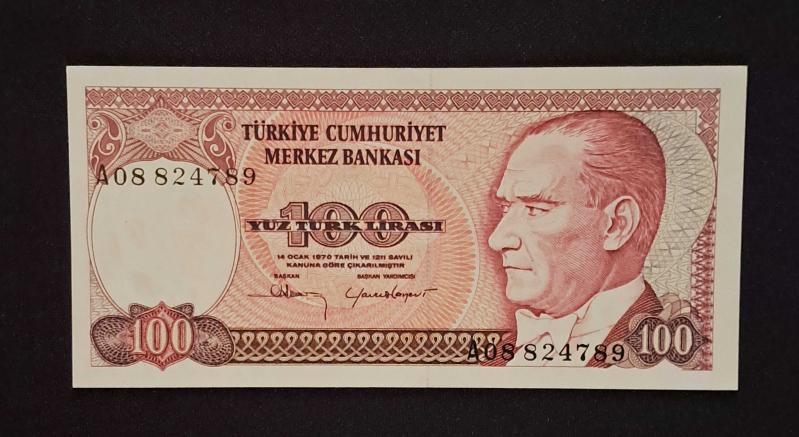 TÜRKİYE CUMHURİYET
MERKEZ BANKASI
A08 824789
100
YÜZ TÜRK LİRASI
14 OCAK 1970 TARİH VE 1211 SAYILI
KANUNA GÖRE ÇIKARILMIŞTIR
BAŞKAN BAŞKAN YARDIMCISI
100
A08 824789
100